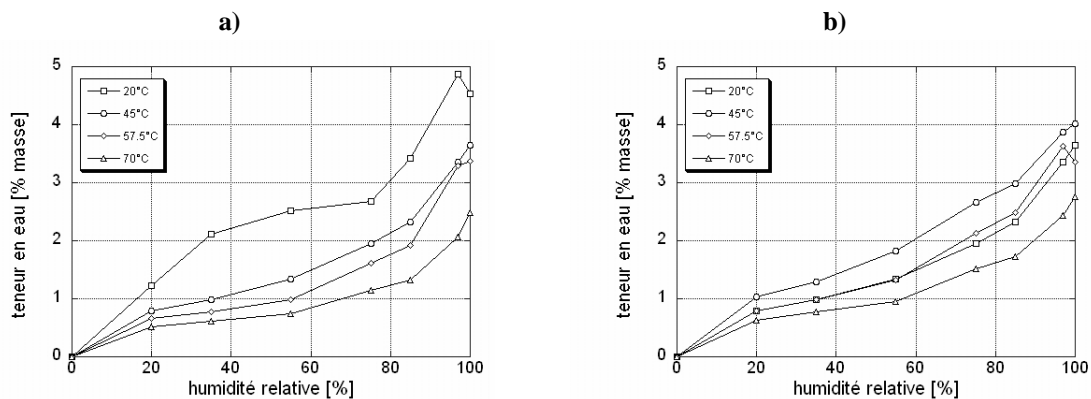 a)
teneur en eau [% masse]
5
4
3
2
1
0
20°C
45°C
57.5°C
70°C
0 20 40 60 80 100
humidité relative [%]
b)
teneur en eau [% masse]
5
4
3
2
1
0
20°C
45°C
57.5°C
70°C
0 20 40 60 80 100
humidité relative [%]